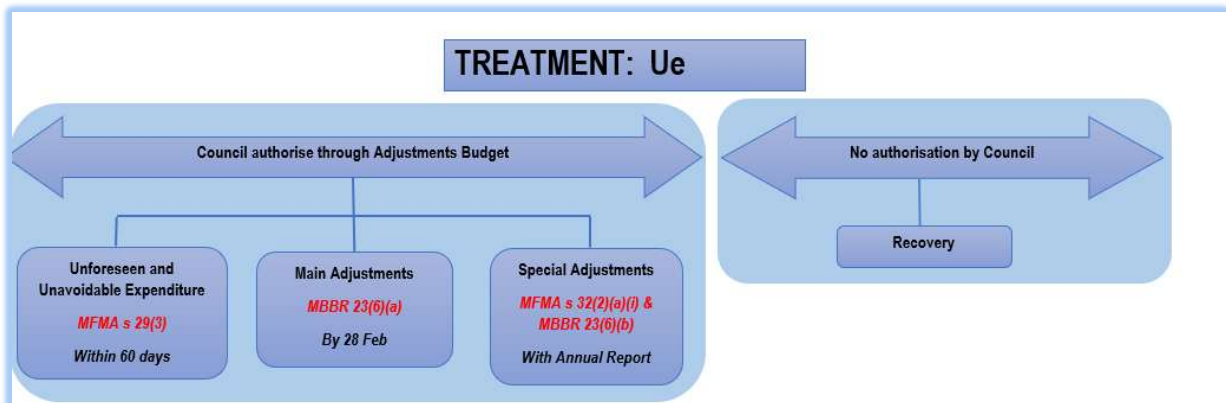 TREATMENT: Ue
Council authorise through Adjustments Budget
No authorisation by Council
Unforeseen and
Unavoidable Expenditure
MFMA s 29(3)
Within 60 days
Main Adjustments
MBBR 23(6)(a)
By 28 Feb
Special Adjustments
MFMA s 32(2)(a)(i) &
MBBR 23(6)(b)
With Annual Report
Recovery